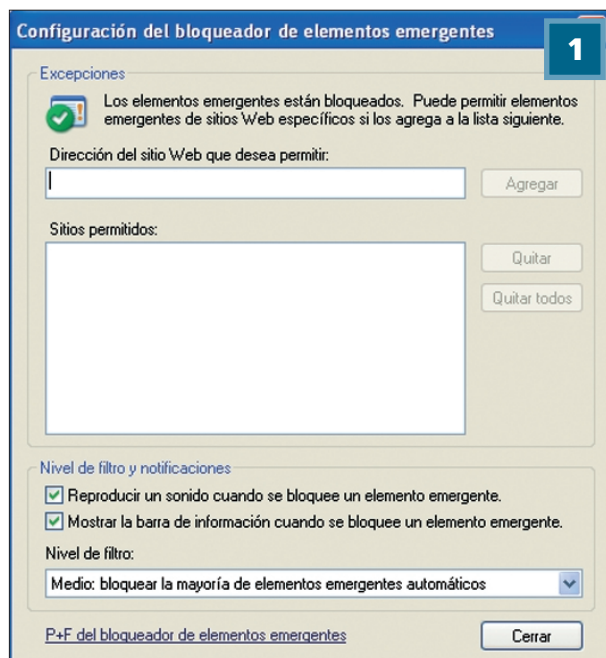 Configuración del bloqueador de elementos emergentes
1
Excepciones
Los elementos emergentes están bloqueados. Puede permitir elementos
emergentes de sitios Web específicos si los agrega a la lista siguiente.
Dirección del sitio Web que desea permitir:
Agregar
Sitios permitidos:
Quitar
Quitar todos
Nivel de filtro y notificaciones
Reproducir un sonido cuando se bloquee un elemento emergente.
Mostrar la barra de información cuando se bloquee un elemento emergente.
Nivel de filtro:
Medio: bloquear la mayoría de elementos emergentes automáticos
P+F del bloqueador de elementos emergentes
Cerrar